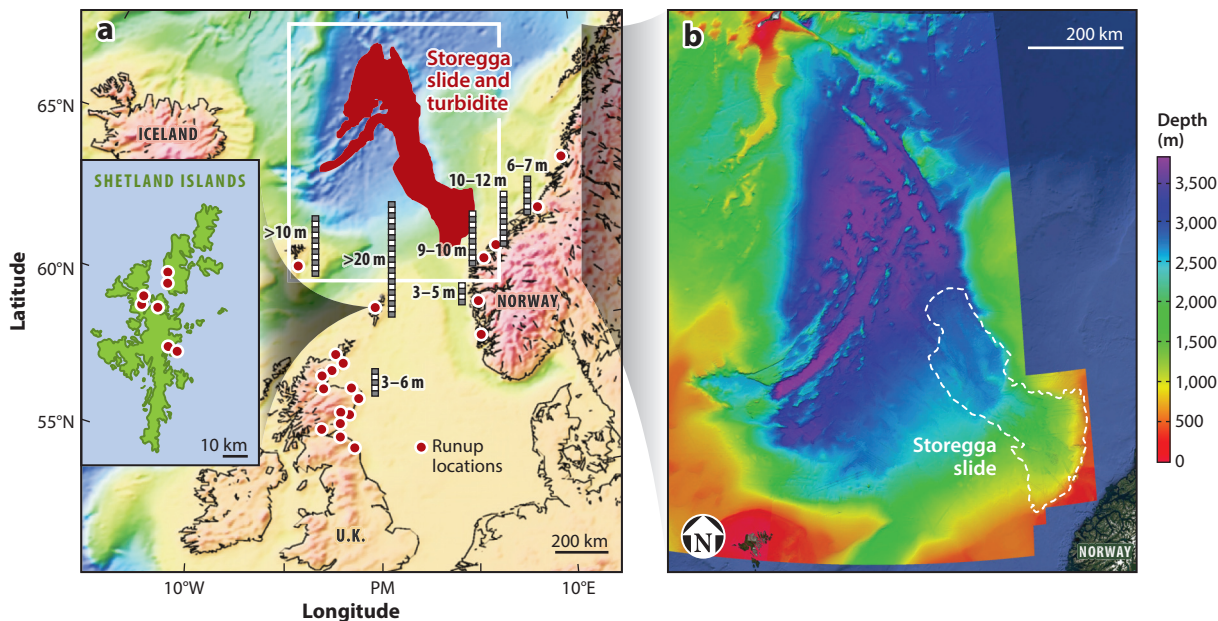 a
Storegga
slide and
turbidite
65°N
ICELAND
SHETLAND ISLANDS
6–7 m
10–12 m
>10 m
9–10 m
>20 m
60°N
3–5 m
NORWAY
Latitude
3–6 m
10 km
55°N
Runup
locations
U.K.
200 km
10°W
PM
10°E
Longitude
b
200 km
Storegga
slide
N
NORWAY
Depth
(m)
3,500
3,000
2,500
2,000
1,500
1,000
500
0